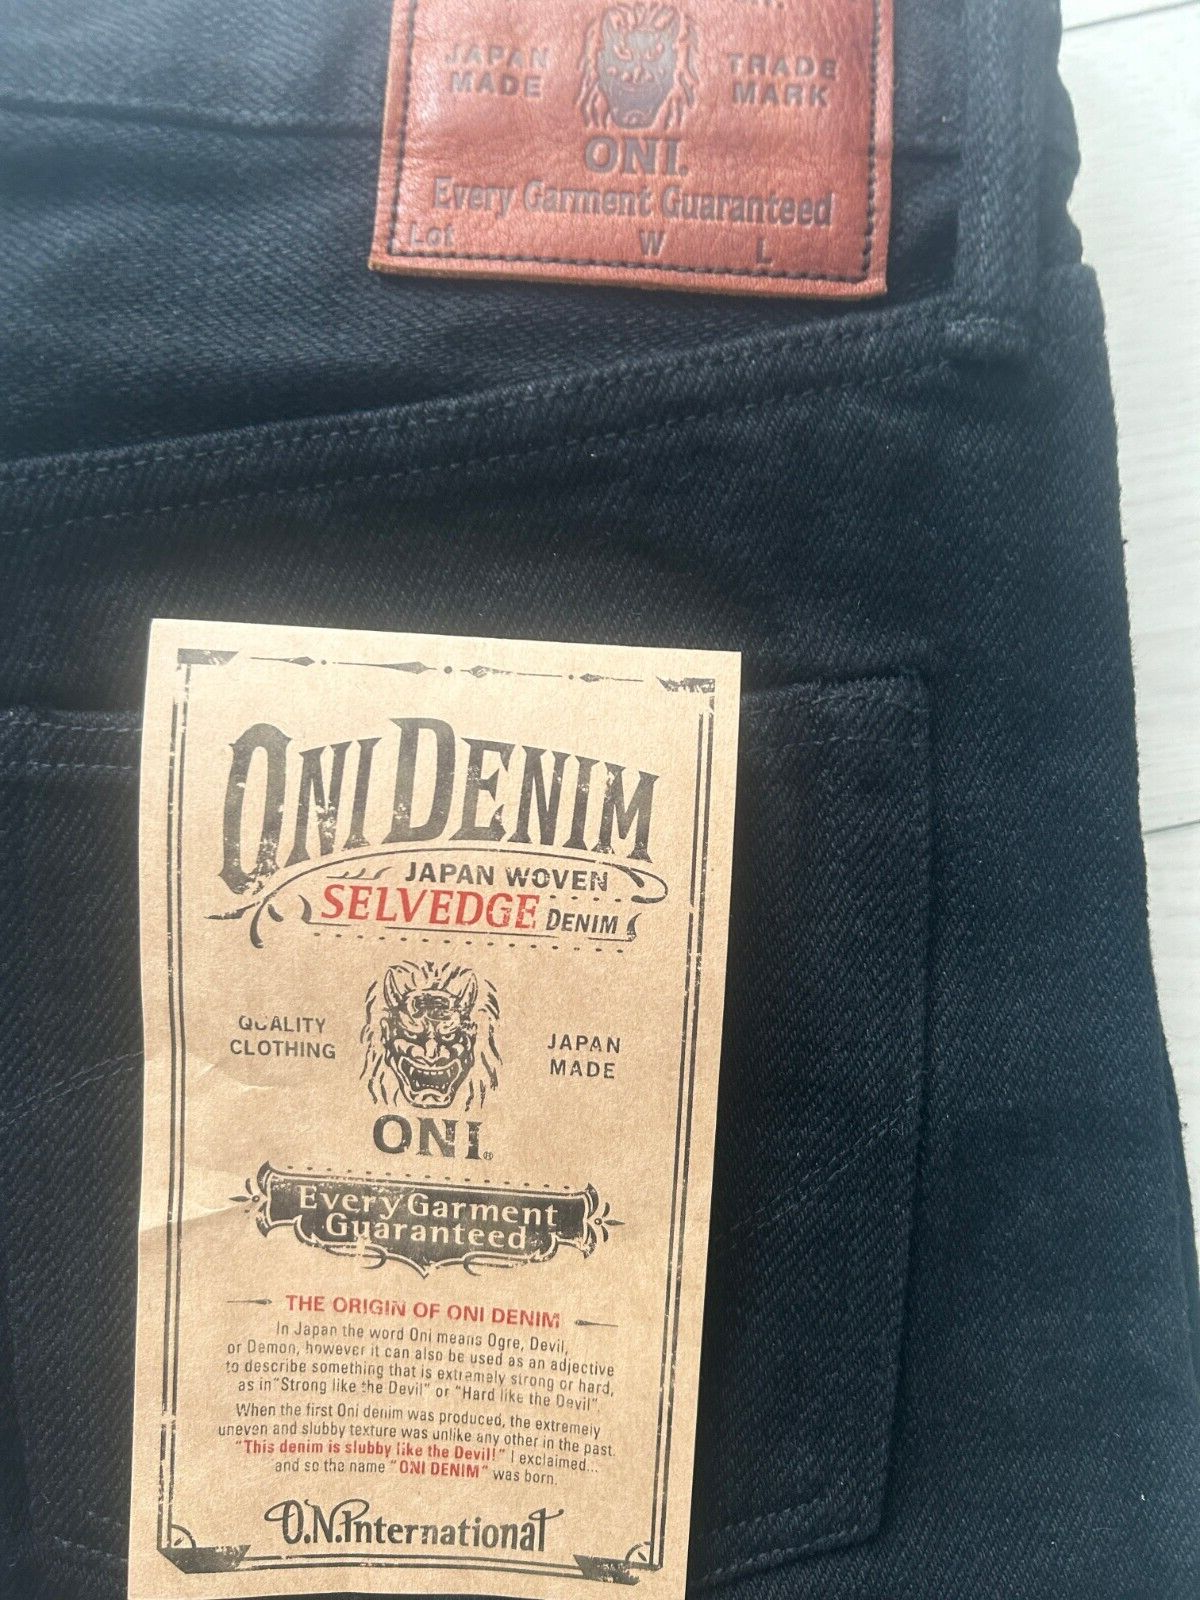 JAPAN MADE
TRADE MARK
ONI.
Every Garment Guaranteed
Lot W L
ONI DENIM
JAPAN WOVEN
SELVEDGE DENIM
QUALITY CLOTHING
JAPAN MADE
ONI®
Every Garment
Guaranteed
THE ORIGIN OF ONI DENIM
In Japan the word Oni means Ogre, Devil,
or Demon, however it can also be used as an adjective
to describe something that is extremely strong or hard,
as in "Strong like the Devil" or "Hard like the Devil".
When the first Oni denim was produced, the extremely
uneven and slubby texture was unlike any other in the past.
"This denim is slubby like the Devil!" I exclaimed...
and so the name "ONI DENIM" was born.
O.N.International